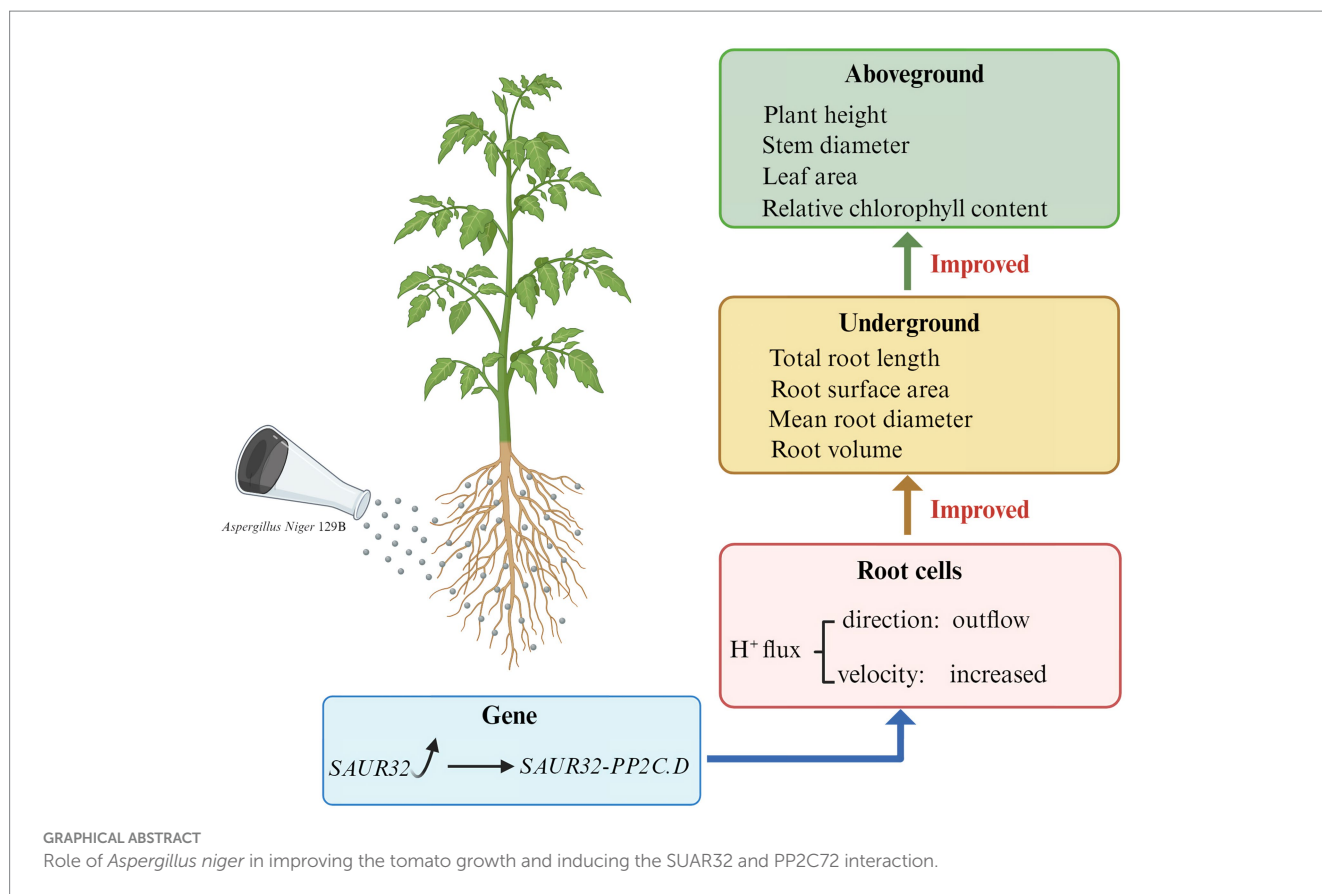 Aboveground
Plant height
Stem diameter
Leaf area
Relative chlorophyll content
Improved
Underground
Total root length
Root surface area
Mean root diameter
Root volume
Improved
Aspergillus Niger 129B
Root cells
H⁺ flux
direction: outflow
velocity: increased
Gene
SAUR32
SAUR32-PP2C.D
GRAPHICAL ABSTRACT
Role of Aspergillus niger in improving the tomato growth and inducing the SUAR32 and PP2C72 interaction.